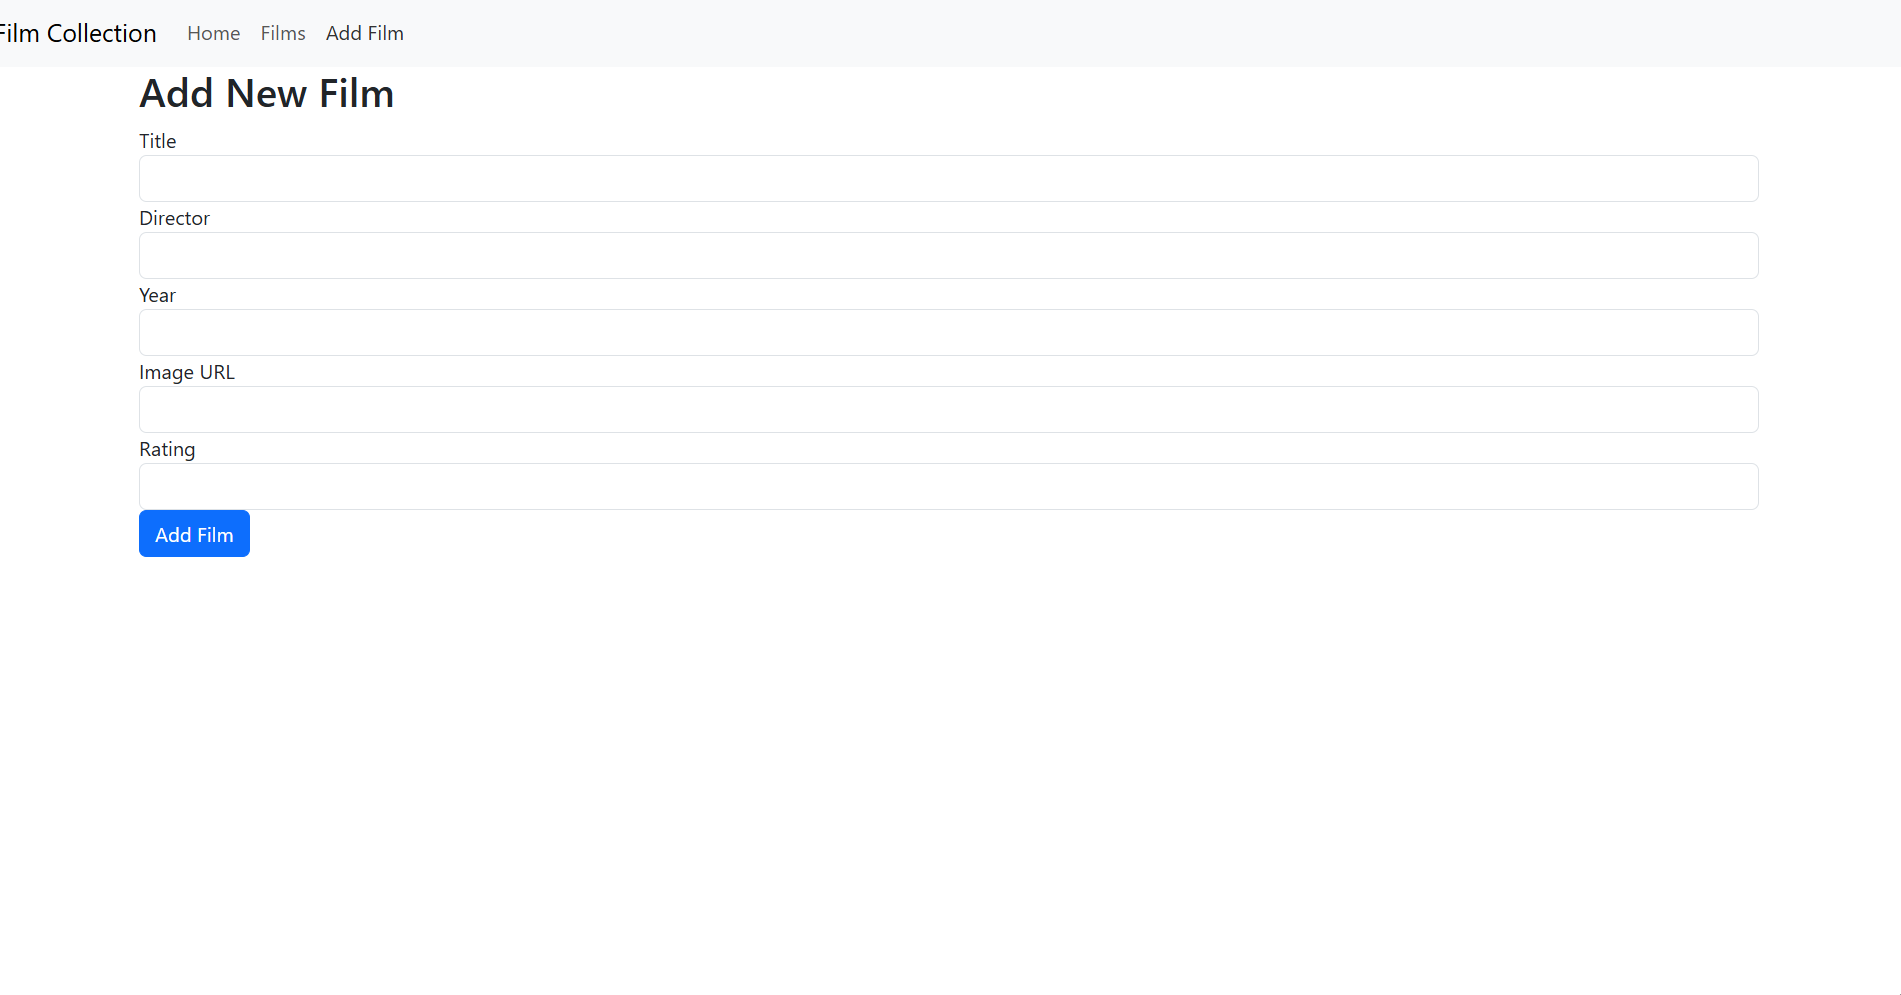 Film Collection Home Films Add Film
Add New Film
Title
Director
Year
Image URL
Rating
Add Film